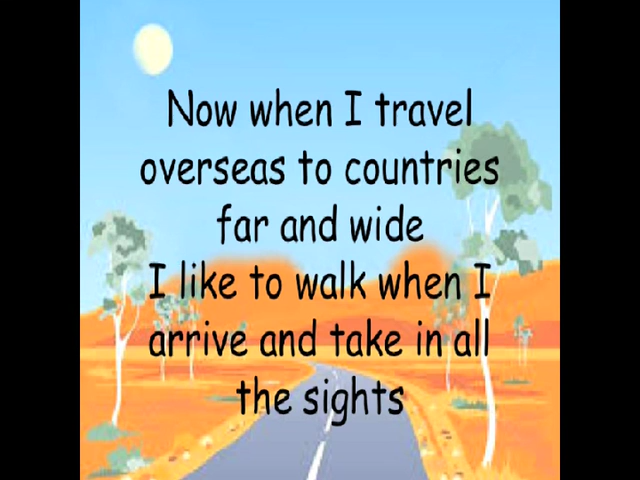 Now when I travel
overseas to countries
far and wide
I like to walk when I
arrive and take in all
the sights